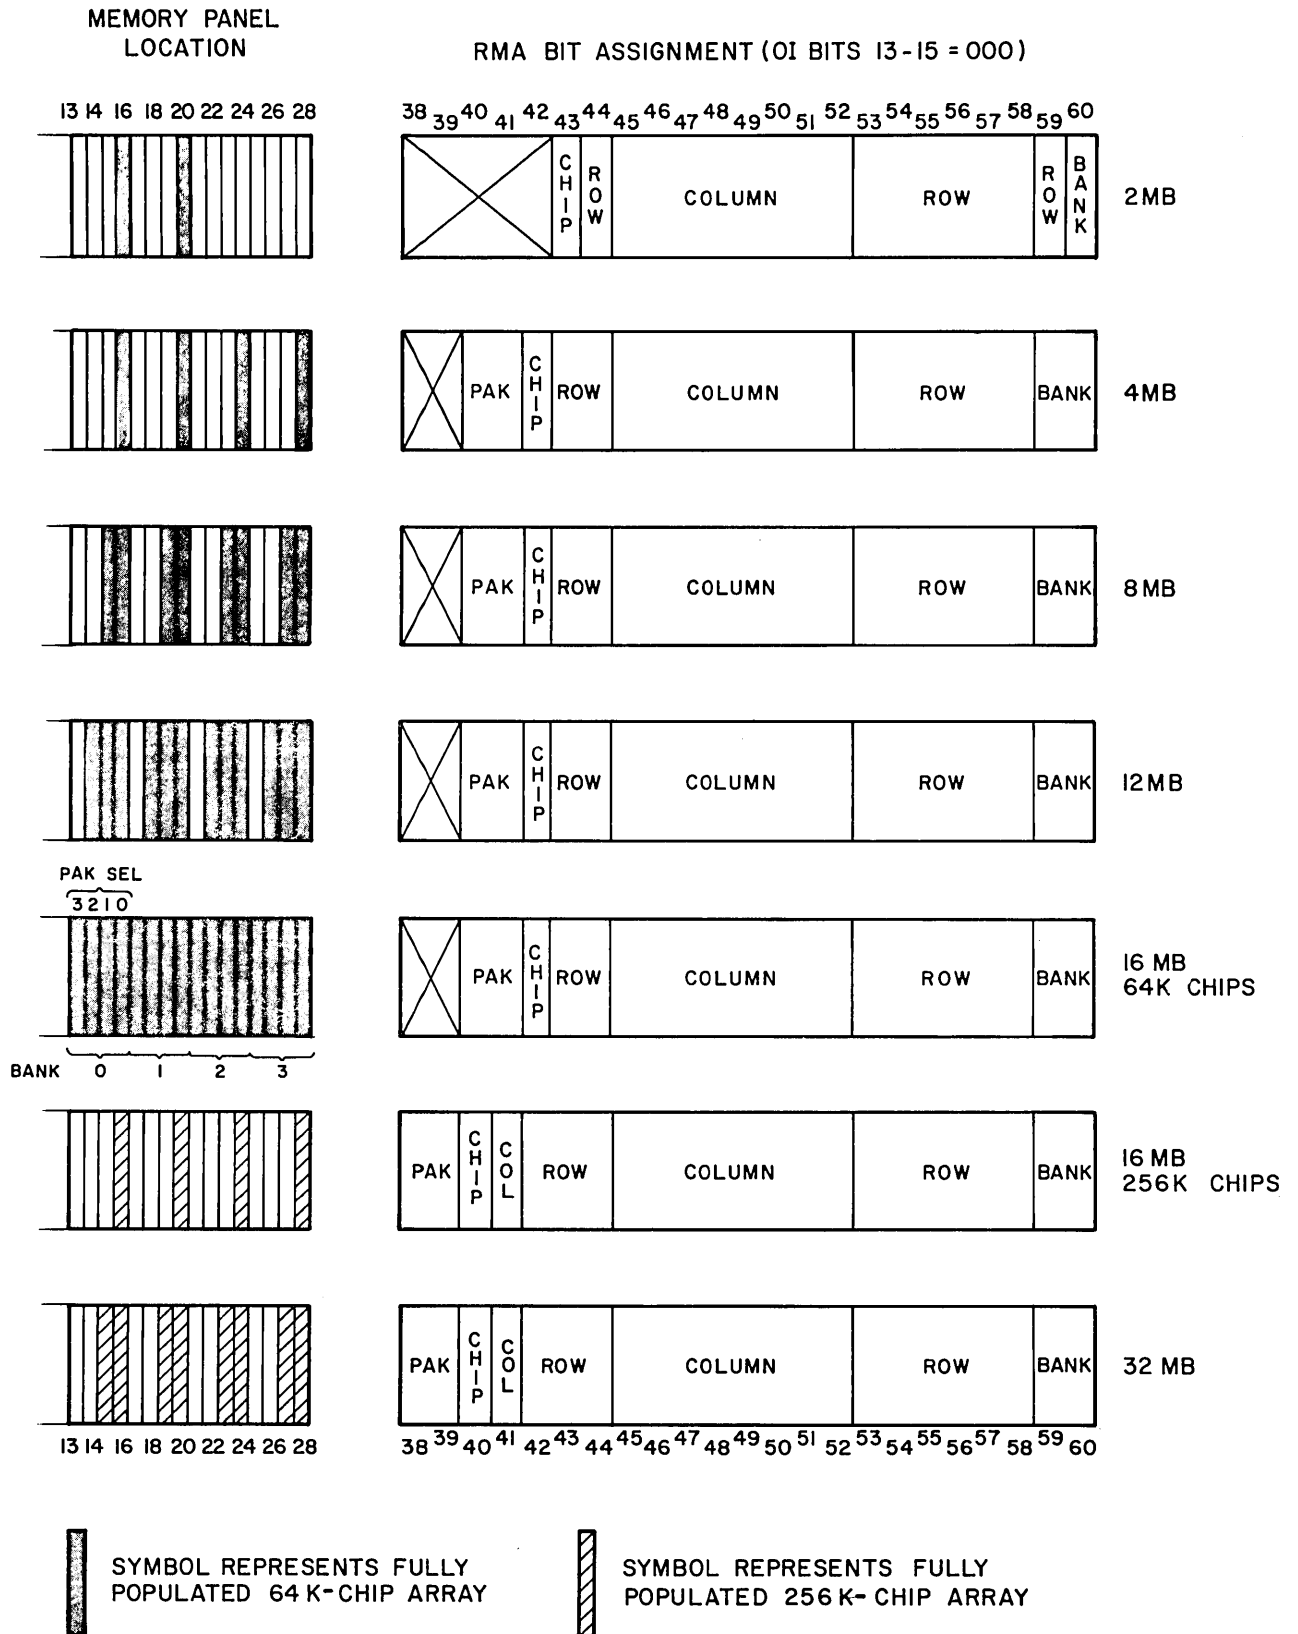 MEMORY PANEL
LOCATION
RMA BIT ASSIGNMENT (OI BITS 13-15 = 000)
13 14 16 18 20 22 24 26 28
38 39 40 41 42 43 44 45 46 47 48 49 50 51 52 53 54 55 56 57 58 59 60
CHIP ROW COLUMN ROW ROW BANK 2MB
PAK CHIP ROW COLUMN ROW BANK 4MB
PAK CHIP ROW COLUMN ROW BANK 8MB
PAK CHIP ROW COLUMN ROW BANK 12MB
PAK SEL
3 2 1 0
PAK CHIP ROW COLUMN ROW BANK 16 MB
64K CHIPS
BANK 0 1 2 3
PAK CHIP COL ROW COLUMN ROW BANK 16 MB
256K CHIPS
PAK CHIP COL ROW COLUMN ROW BANK 32 MB
13 14 16 18 20 22 24 26 28
38 39 40 41 42 43 44 45 46 47 48 49 50 51 52 53 54 55 56 57 58 59 60
SYMBOL REPRESENTS FULLY
POPULATED 64K-CHIP ARRAY
SYMBOL REPRESENTS FULLY
POPULATED 256K-CHIP ARRAY